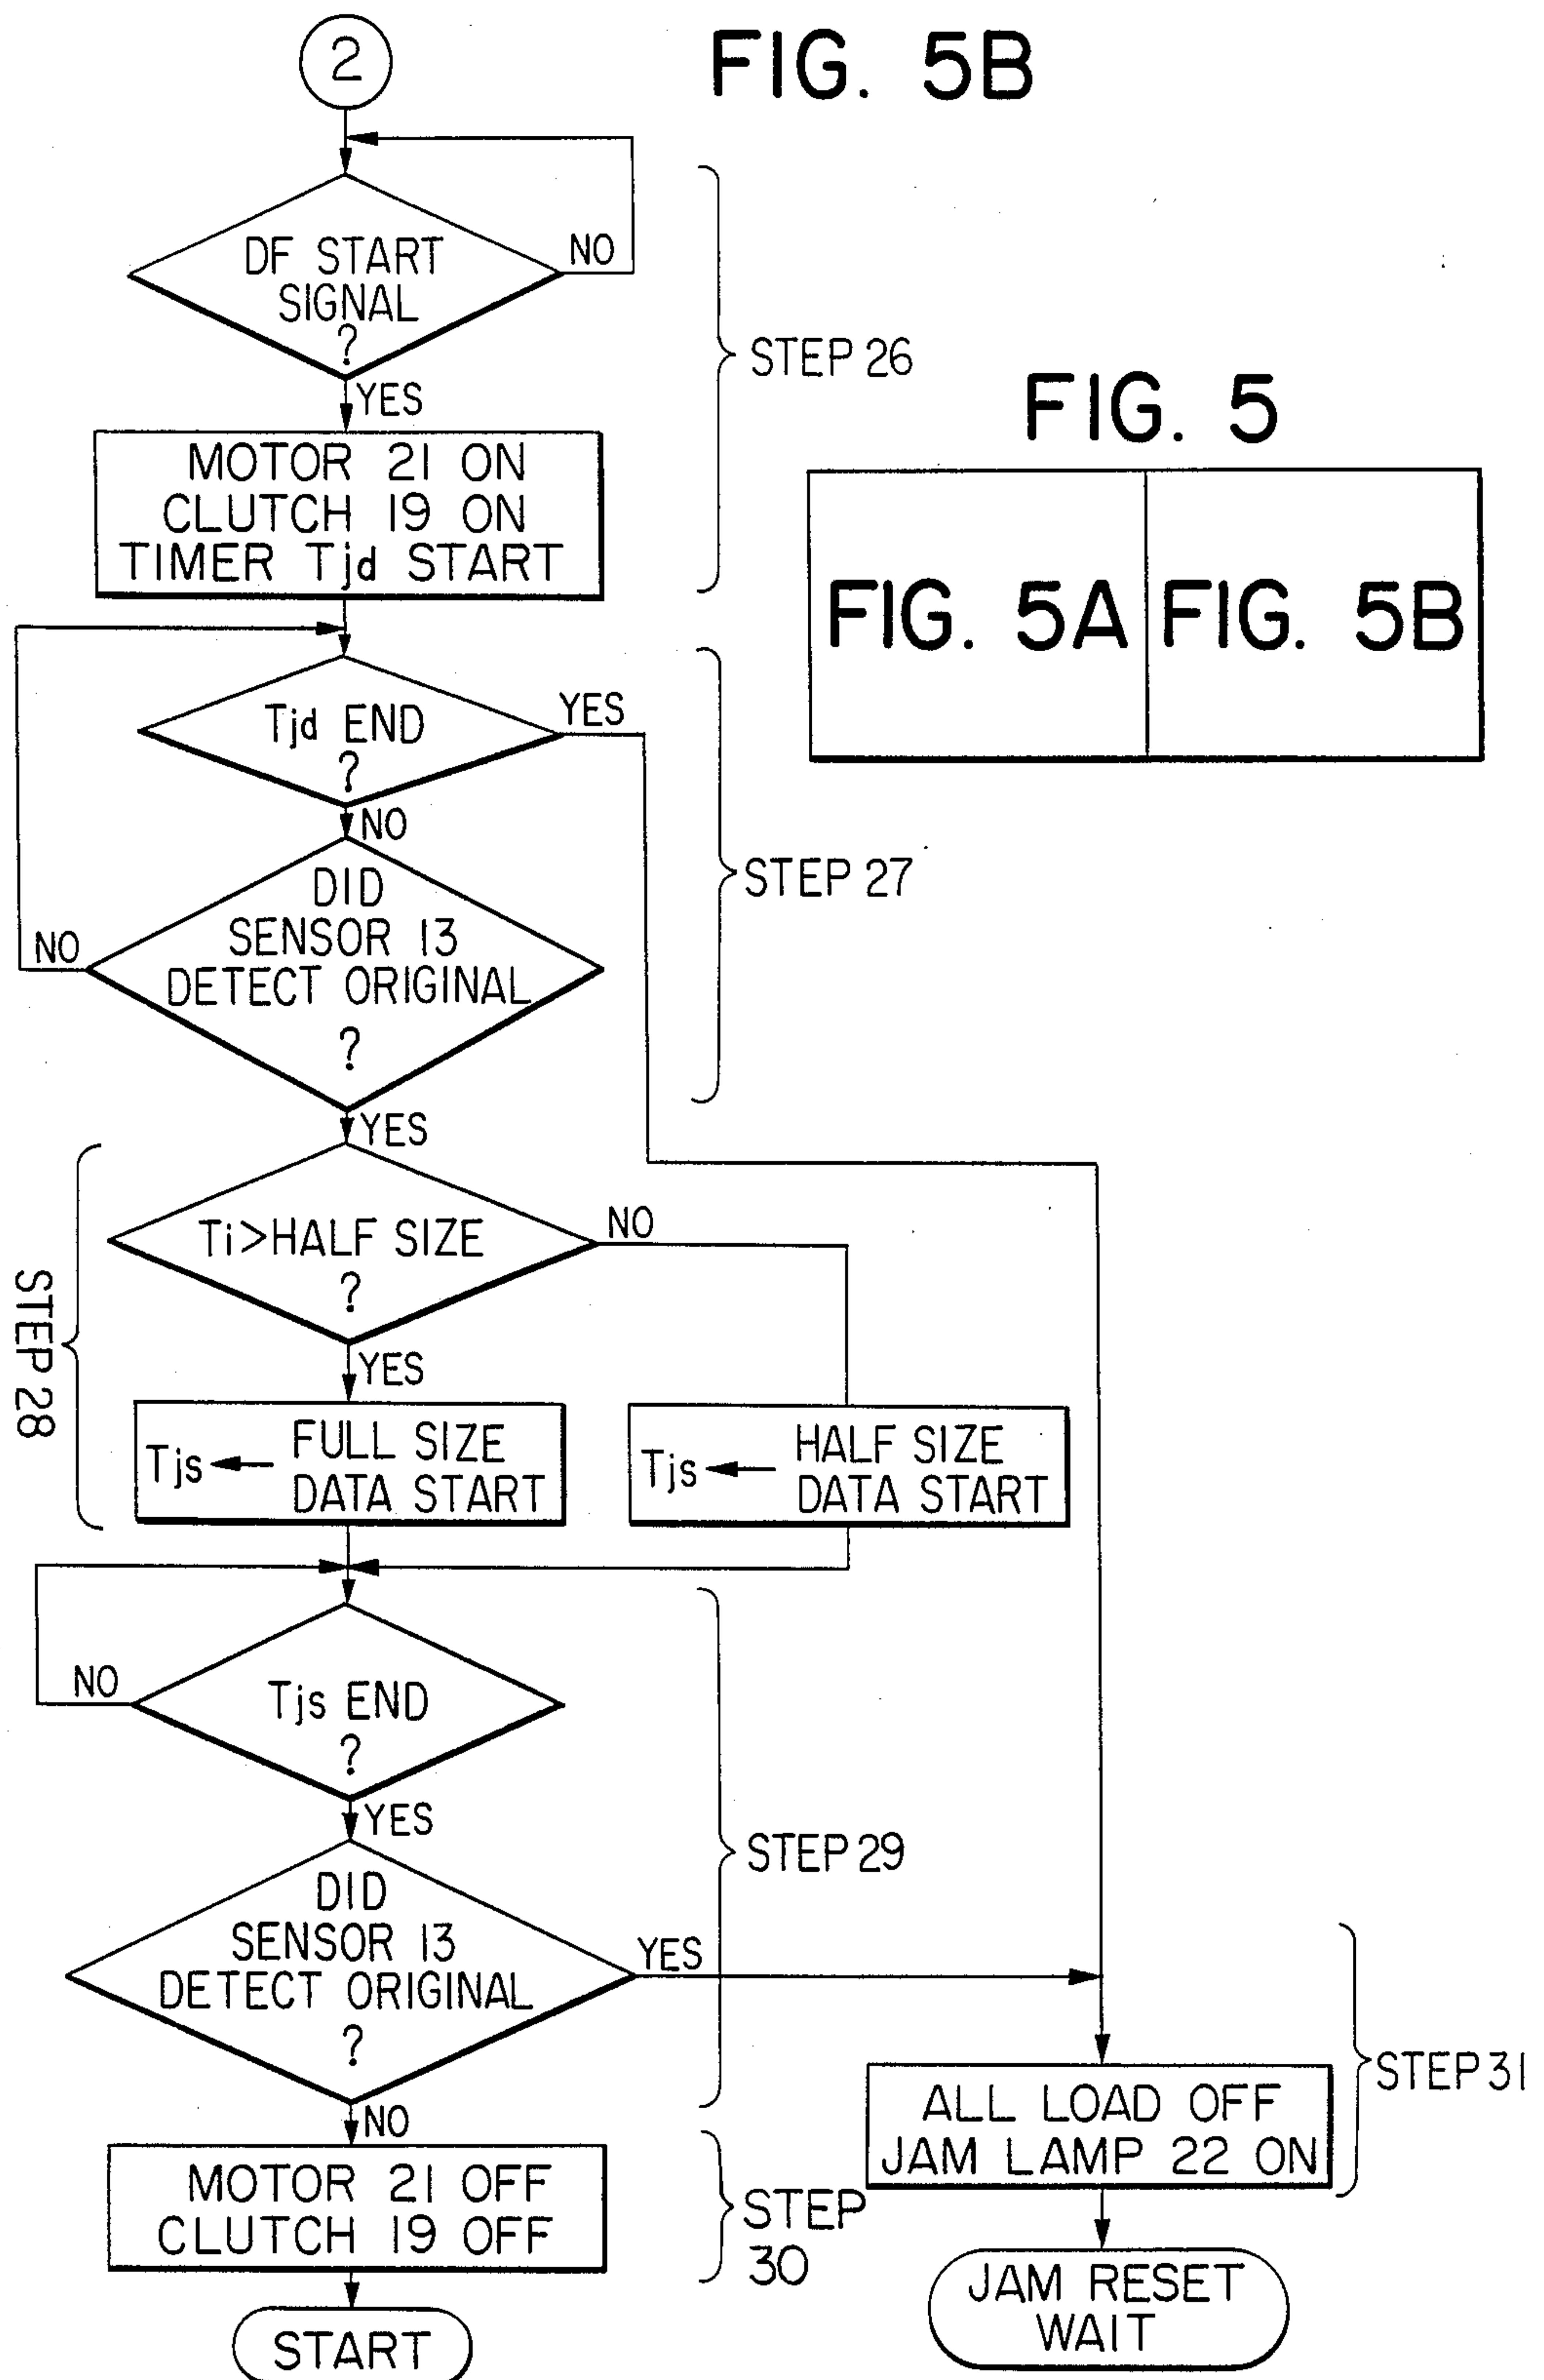 2
FIG. 5B
DF START
SIGNAL
?
NO
YES
STEP 26
MOTOR 21 ON
CLUTCH 19 ON
TIMER Tjd START
FIG. 5
FIG. 5A
FIG. 5B
Tjd END
?
YES
NO
DID
SENSOR 13
DETECT ORIGINAL
?
NO
YES
STEP 27
Ti>HALF SIZE
?
NO
YES
STEP 28
Tjs ← FULL SIZE
DATA START
Tjs ← HALF SIZE
DATA START
Tjs END
?
NO
YES
STEP 29
DID
SENSOR 13
DETECT ORIGINAL
?
YES
NO
MOTOR 21 OFF
CLUTCH 19 OFF
STEP
30
START
ALL LOAD OFF
JAM LAMP 22 ON
STEP 31
JAM RESET
WAIT